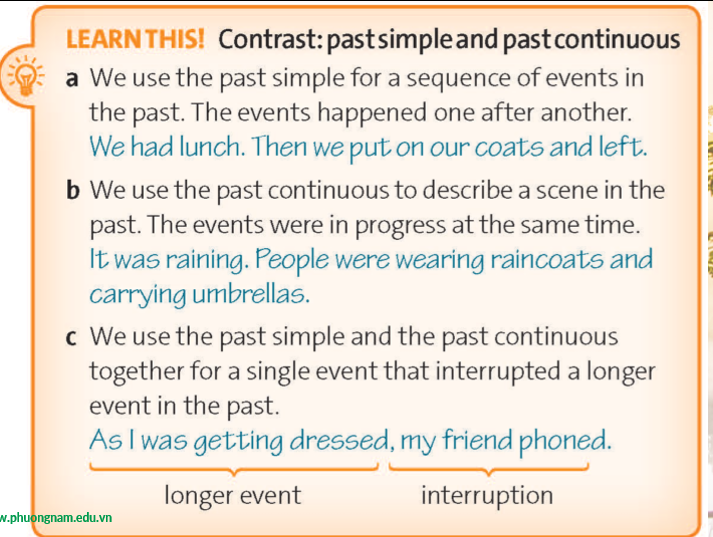 LEARN THIS! Contrast: past simple and past continuous
a We use the past simple for a sequence of events in
the past. The events happened one after another.
We had lunch. Then we put on our coats and left.
b We use the past continuous to describe a scene in the
past. The events were in progress at the same time.
It was raining. People were wearing raincoats and
carrying umbrellas.
c We use the past simple and the past continuous
together for a single event that interrupted a longer
event in the past.
As I was getting dressed, my friend phoned.
longer event interruption
w.phuongnam.edu.vn